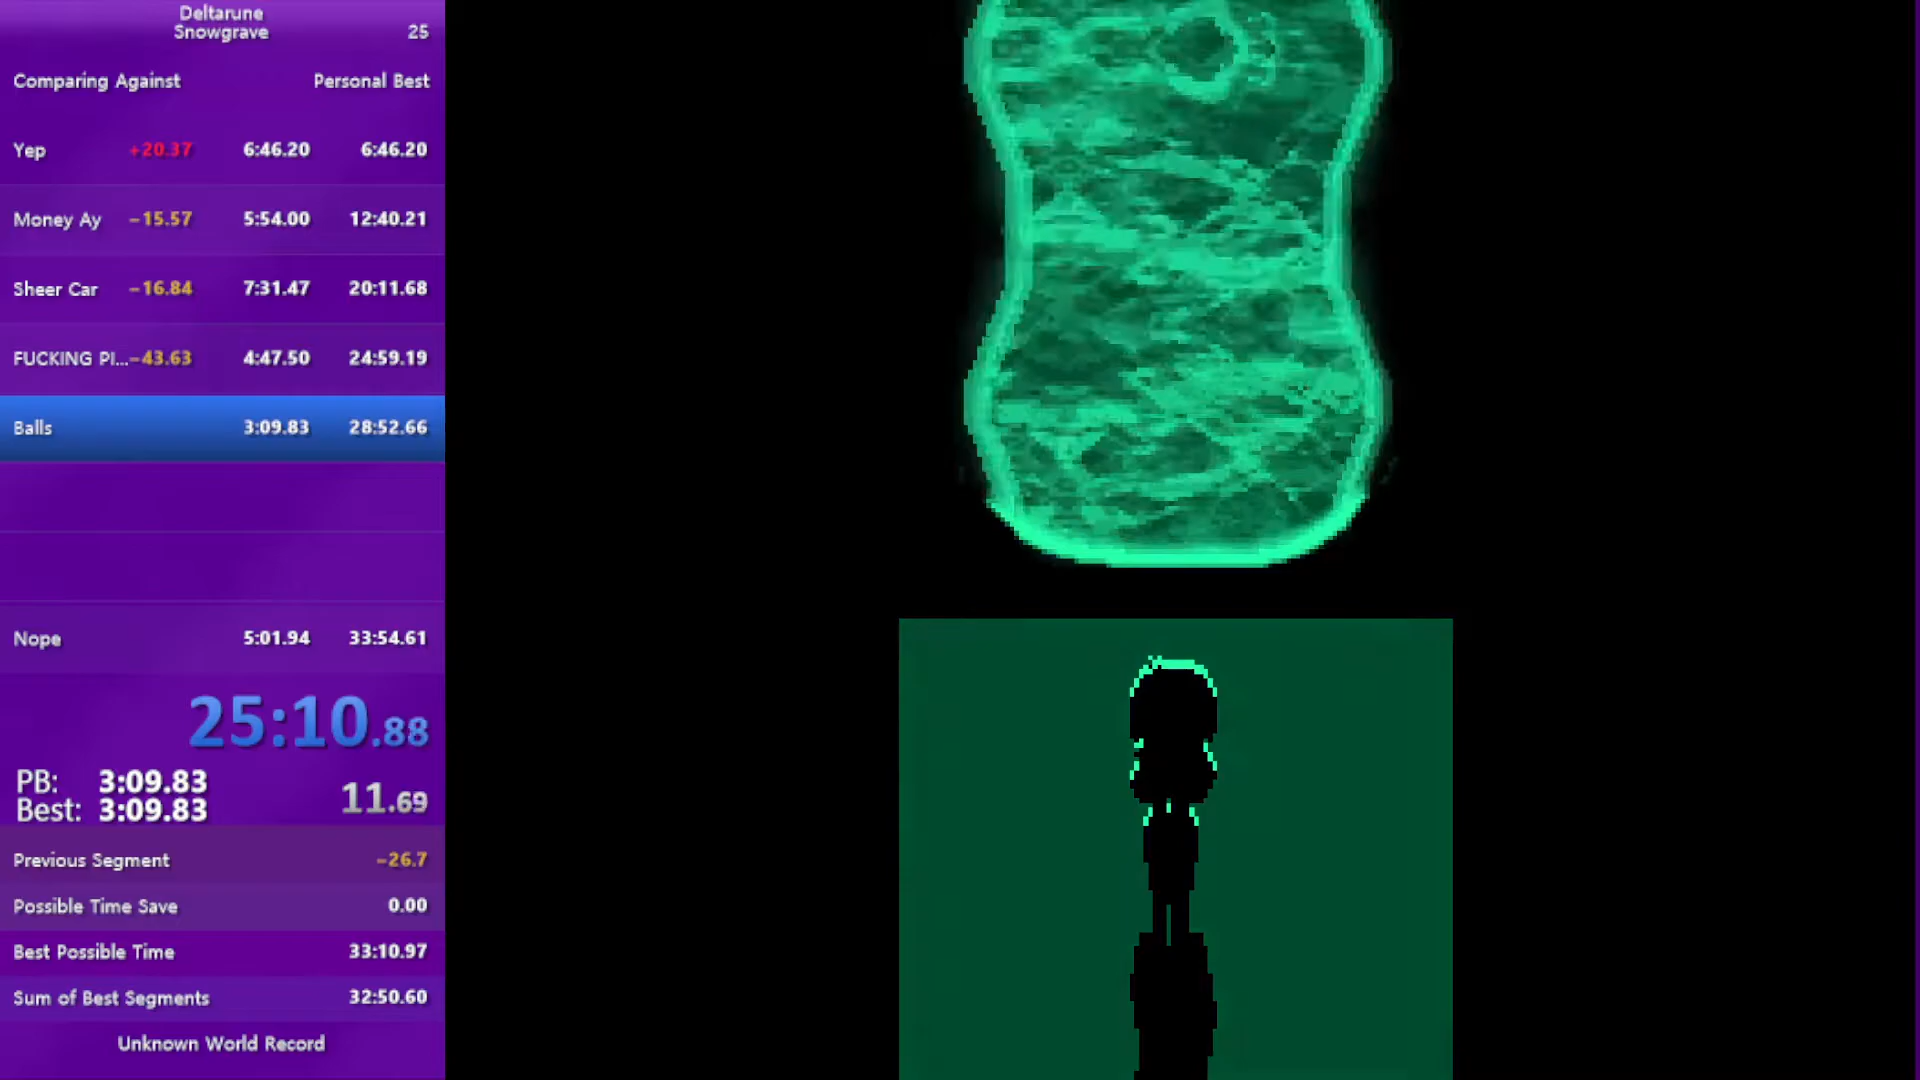 Deltarune
Snowgrave 25
Comparing Against Personal Best
Yep +20.37 6:46.20 6:46.20
Money Ay -15.57 5:54.00 12:40.21
Sheer Car -16.84 7:31.47 20:11.68
FUCKING PI... -43.63 4:47.50 24:59.19
Balls 3:09.83 28:52.66
Nope 5:01.94 33:54.61
25:10.88
PB: 3:09.83
Best: 3:09.83 11.69
Previous Segment -26.7
Possible Time Save 0.00
Best Possible Time 33:10.97
Sum of Best Segments 32:50.60
Unknown World Record